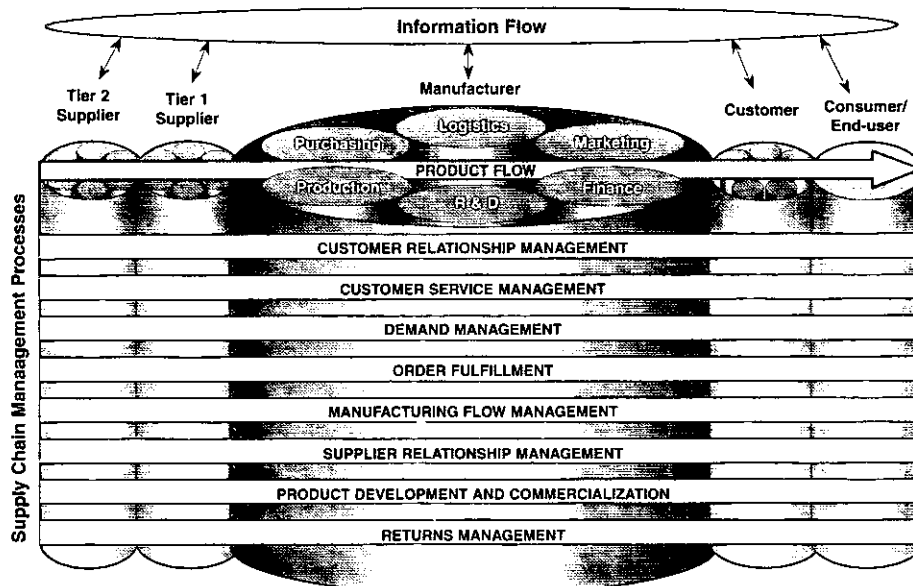 Information Flow
Tier 2
Supplier
Tier 1
Supplier
Manufacturer
Customer
Consumer/
End-user
Logistics
Purchasing
Marketing
PRODUCT FLOW
Production
Finance
R & D
Supply Chain Manaagement Processes
CUSTOMER RELATIONSHIP MANAGEMENT
CUSTOMER SERVICE MANAGEMENT
DEMAND MANAGEMENT
ORDER FULFILLMENT
MANUFACTURING FLOW MANAGEMENT
SUPPLIER RELATIONSHIP MANAGEMENT
PRODUCT DEVELOPMENT AND COMMERCIALIZATION
RETURNS MANAGEMENT